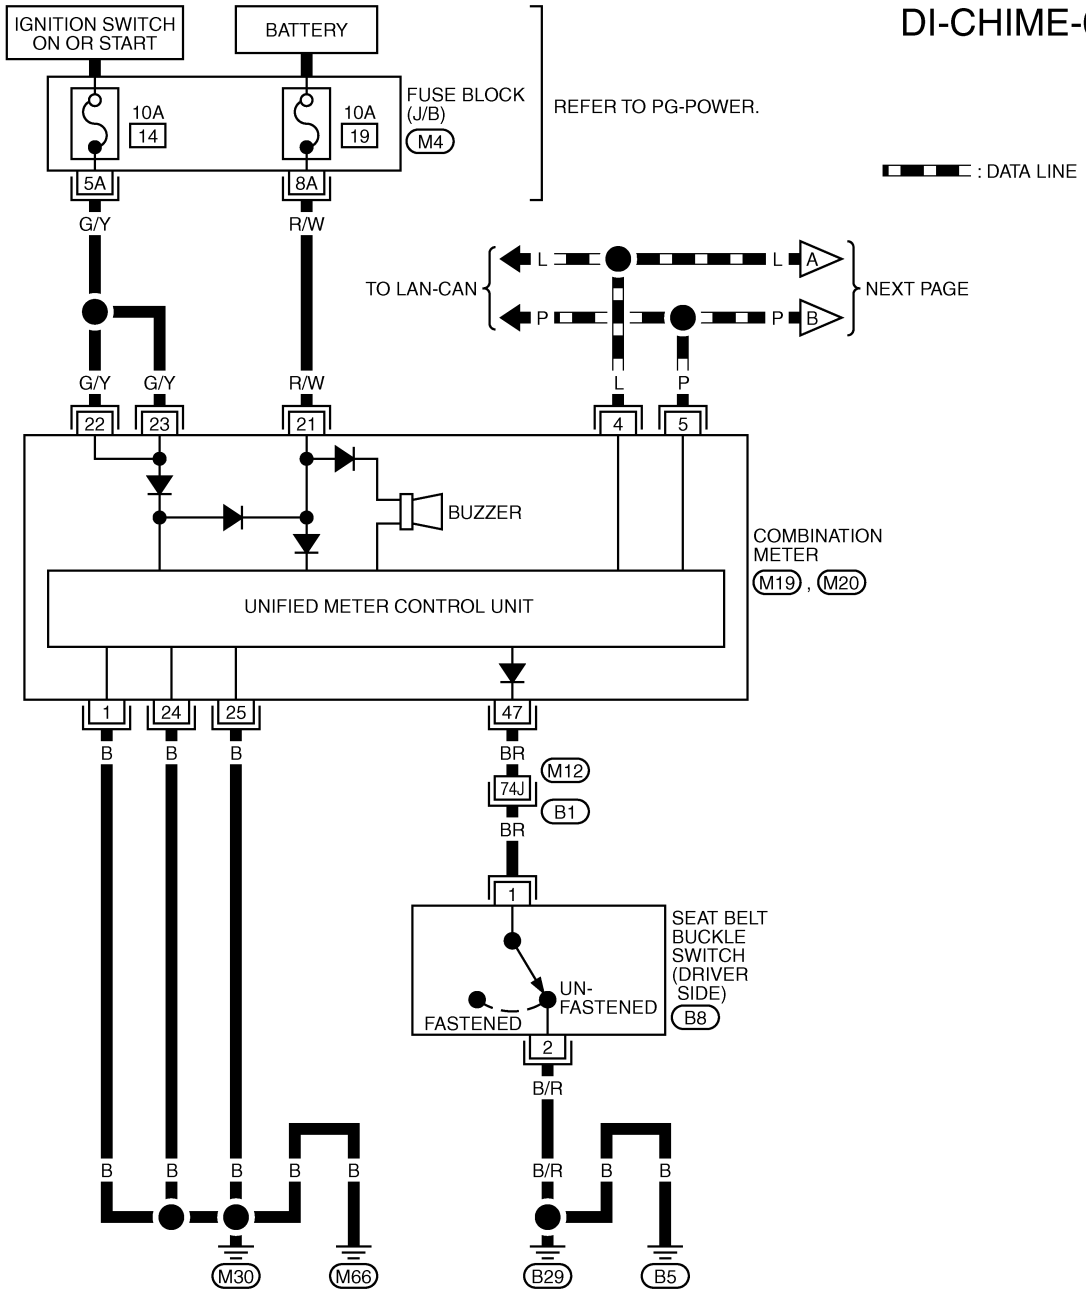 DI-CHIME-
IGNITION SWITCH
ON OR START
BATTERY
10A
14
10A
19
FUSE BLOCK
(J/B)
M4
REFER TO PG-POWER.
: DATA LINE
5A
8A
G/Y
R/W
TO LAN-CAN
L
L
A
P
P
B
NEXT PAGE
G/Y
G/Y
R/W
L
P
22
23
21
4
5
BUZZER
COMBINATION
METER
M19 , M20
UNIFIED METER CONTROL UNIT
1
24
25
47
B
B
B
BR
M12
74J
B1
BR
1
SEAT BELT
BUCKLE
SWITCH
(DRIVER
SIDE)
B8
UN-
FASTENED
FASTENED
2
B/R
B
B
B
B
B
B/R
B
B
M30
M66
B29
B5